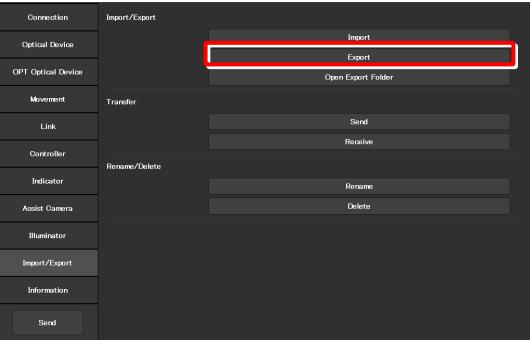 Connection
Import/Export
Import
Optical Device
Export
OPT Optical Device
Open Export Folder
Movement
Transfer
Link
Send
Receive
Controller
Rename/Delete
Indicator
Rename
Assist Camera
Delete
Illuminator
Import/Export
Information
Send